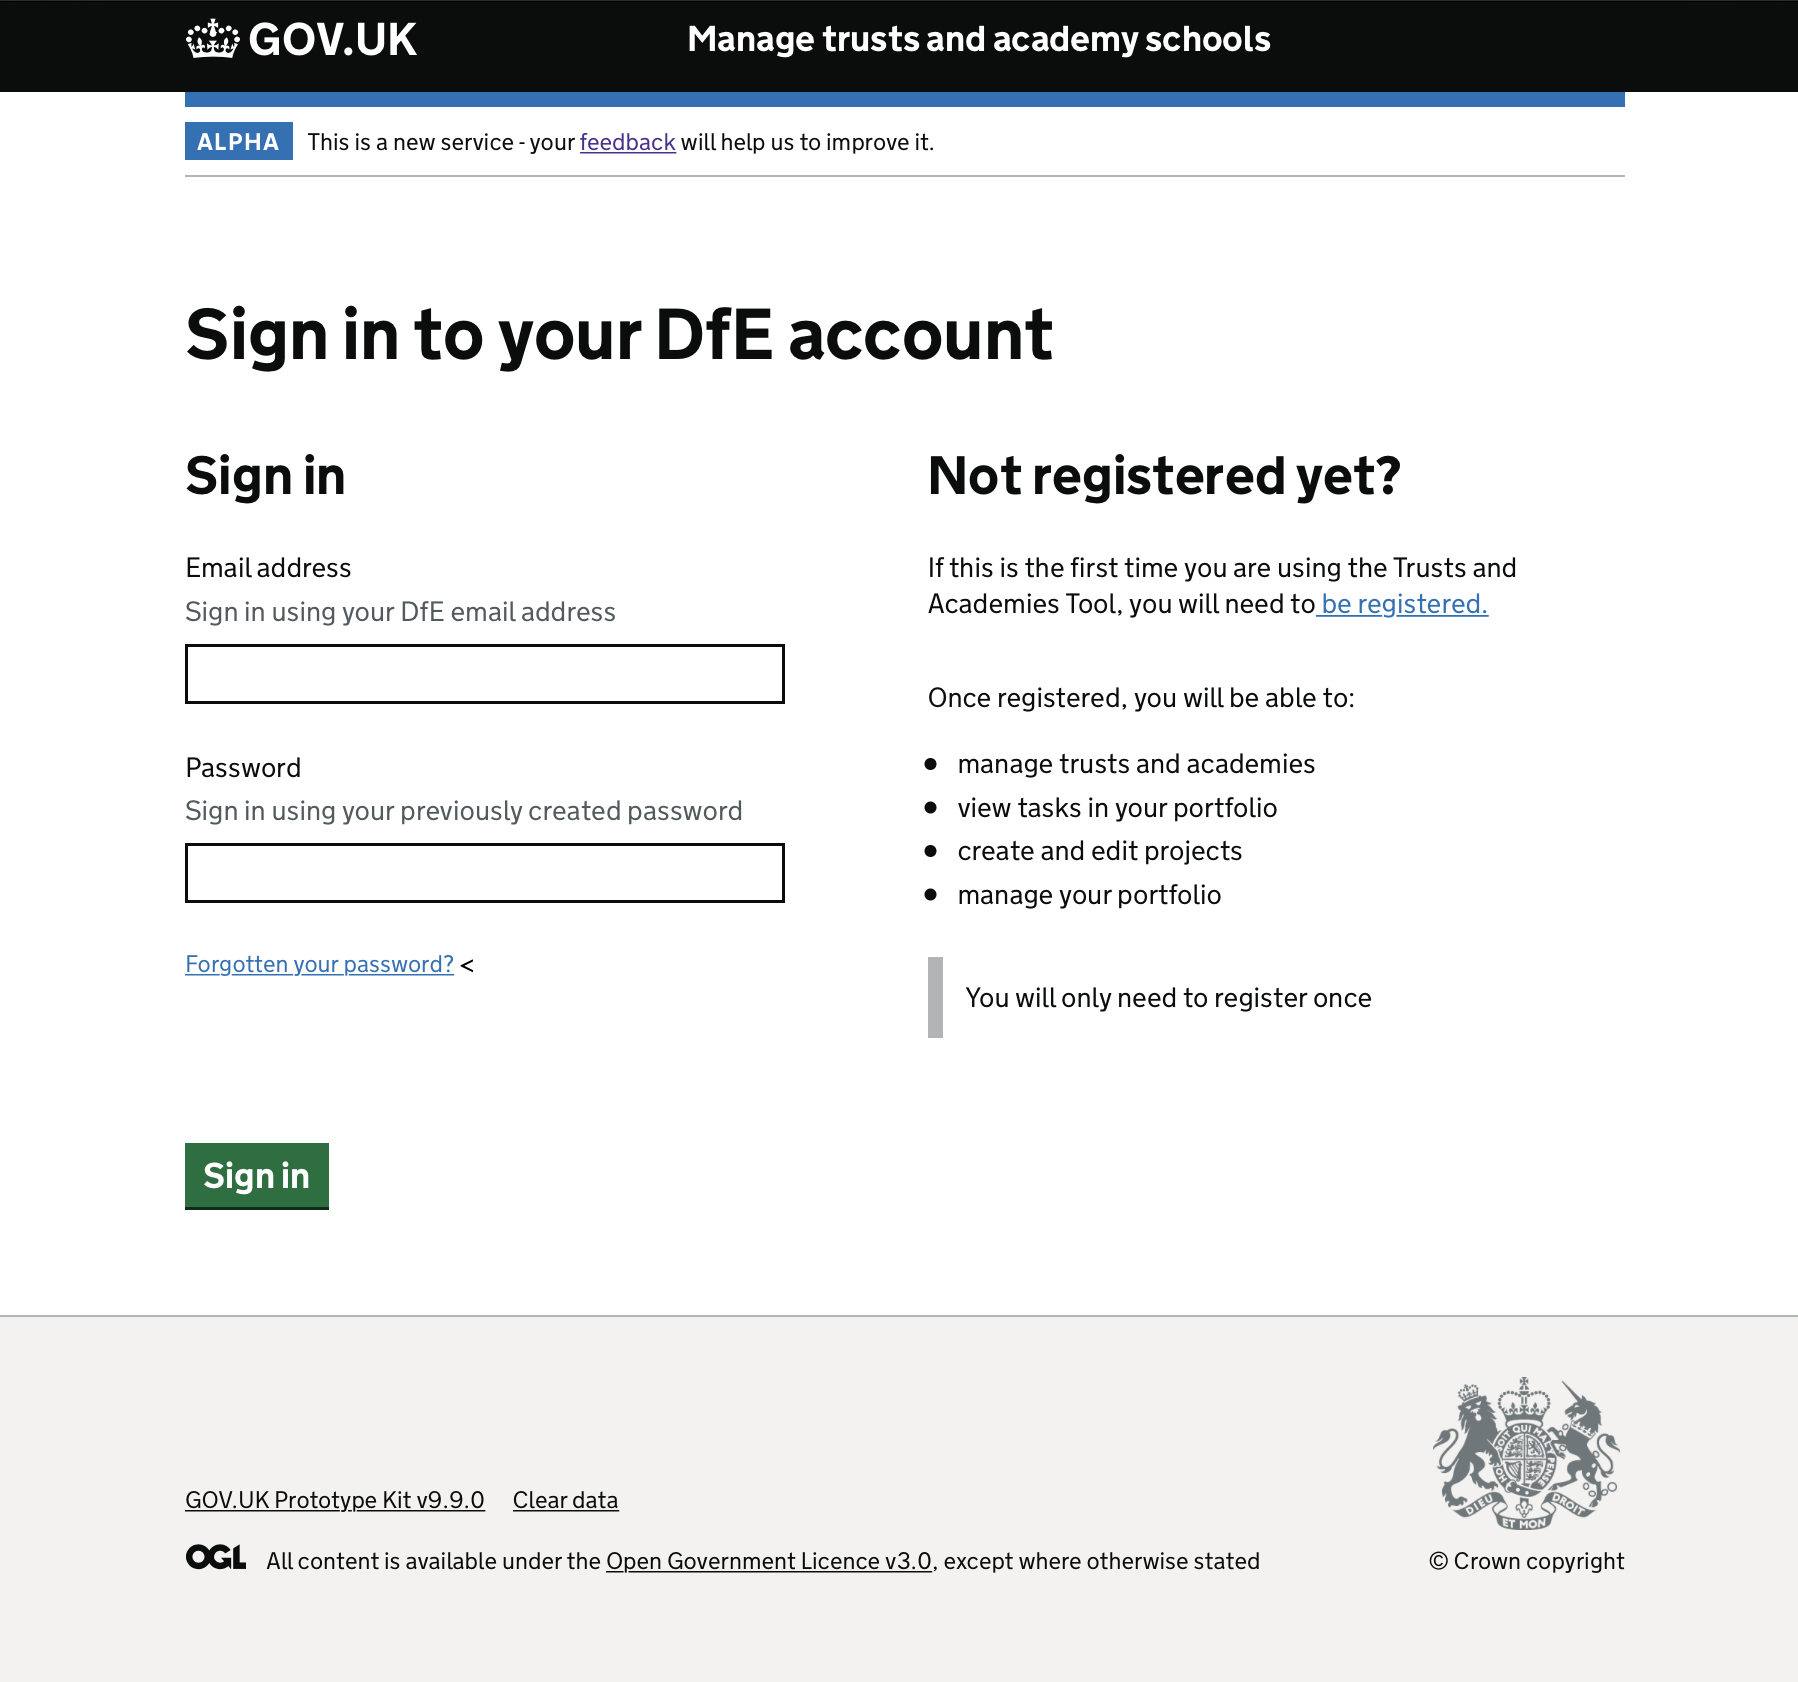 GOV.UK Manage trusts and academy schools
ALPHA This is a new service - your feedback will help us to improve it.
Sign in to your DfE account
Sign in
Email address
Sign in using your DfE email address
Password
Sign in using your previously created password
Forgotten your password? <
Not registered yet?
If this is the first time you are using the Trusts and
Academies Tool, you will need to be registered.
Once registered, you will be able to:
• manage trusts and academies
• view tasks in your portfolio
• create and edit projects
• manage your portfolio
You will only need to register once
Sign in
GOV.UK Prototype Kit v9.9.0 Clear data
OGL All content is available under the Open Government Licence v3.0, except where otherwise stated
DIEU ET MON DROIT
© Crown copyright